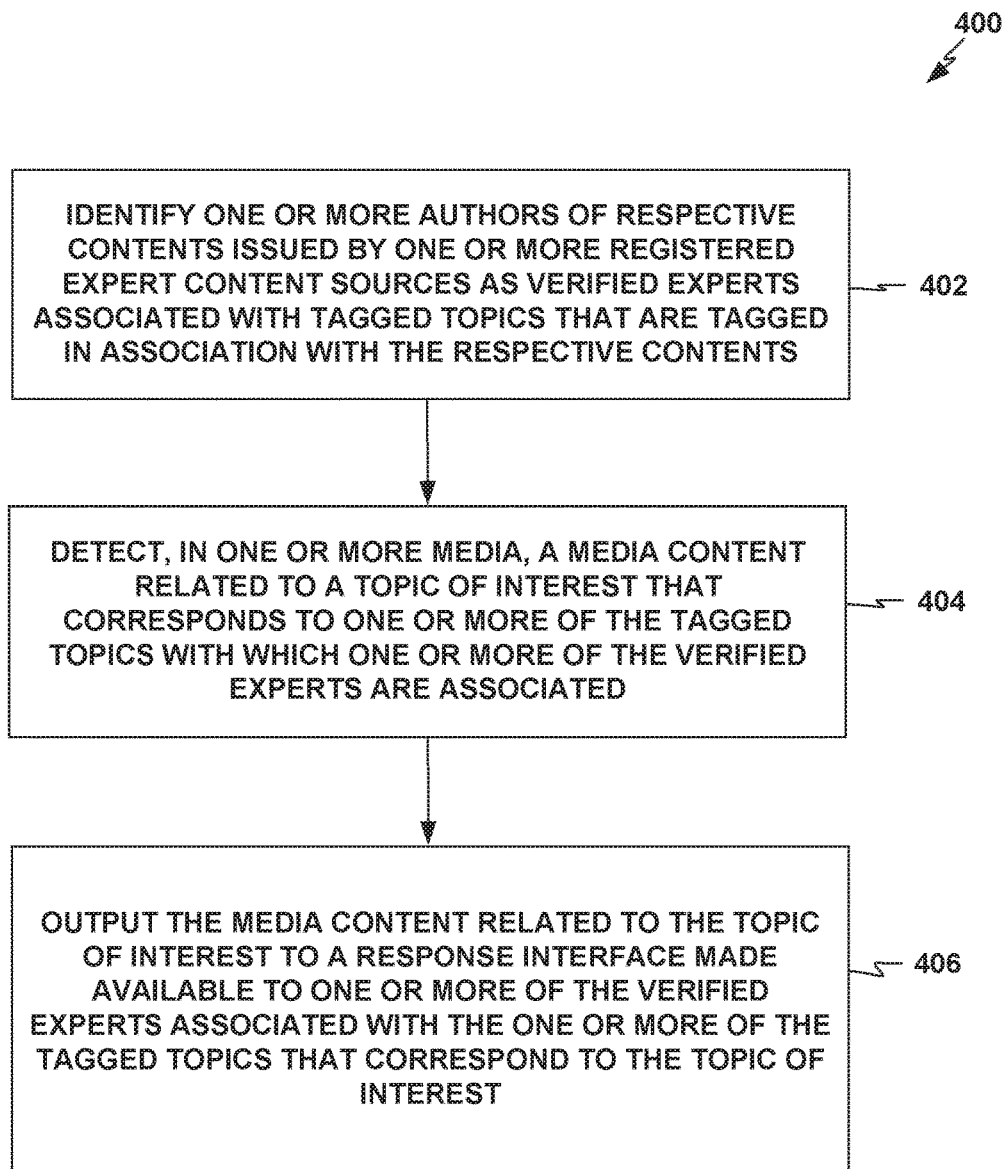 400
IDENTIFY ONE OR MORE AUTHORS OF RESPECTIVE
CONTENTS ISSUED BY ONE OR MORE REGISTERED
EXPERT CONTENT SOURCES AS VERIFIED EXPERTS
ASSOCIATED WITH TAGGED TOPICS THAT ARE TAGGED
IN ASSOCIATION WITH THE RESPECTIVE CONTENTS
402
DETECT, IN ONE OR MORE MEDIA, A MEDIA CONTENT
RELATED TO A TOPIC OF INTEREST THAT
CORRESPONDS TO ONE OR MORE OF THE TAGGED
TOPICS WITH WHICH ONE OR MORE OF THE VERIFIED
EXPERTS ARE ASSOCIATED
404
OUTPUT THE MEDIA CONTENT RELATED TO THE TOPIC
OF INTEREST TO A RESPONSE INTERFACE MADE
AVAILABLE TO ONE OR MORE OF THE VERIFIED
EXPERTS ASSOCIATED WITH THE ONE OR MORE OF THE
TAGGED TOPICS THAT CORRESPOND TO THE TOPIC OF
INTEREST
406